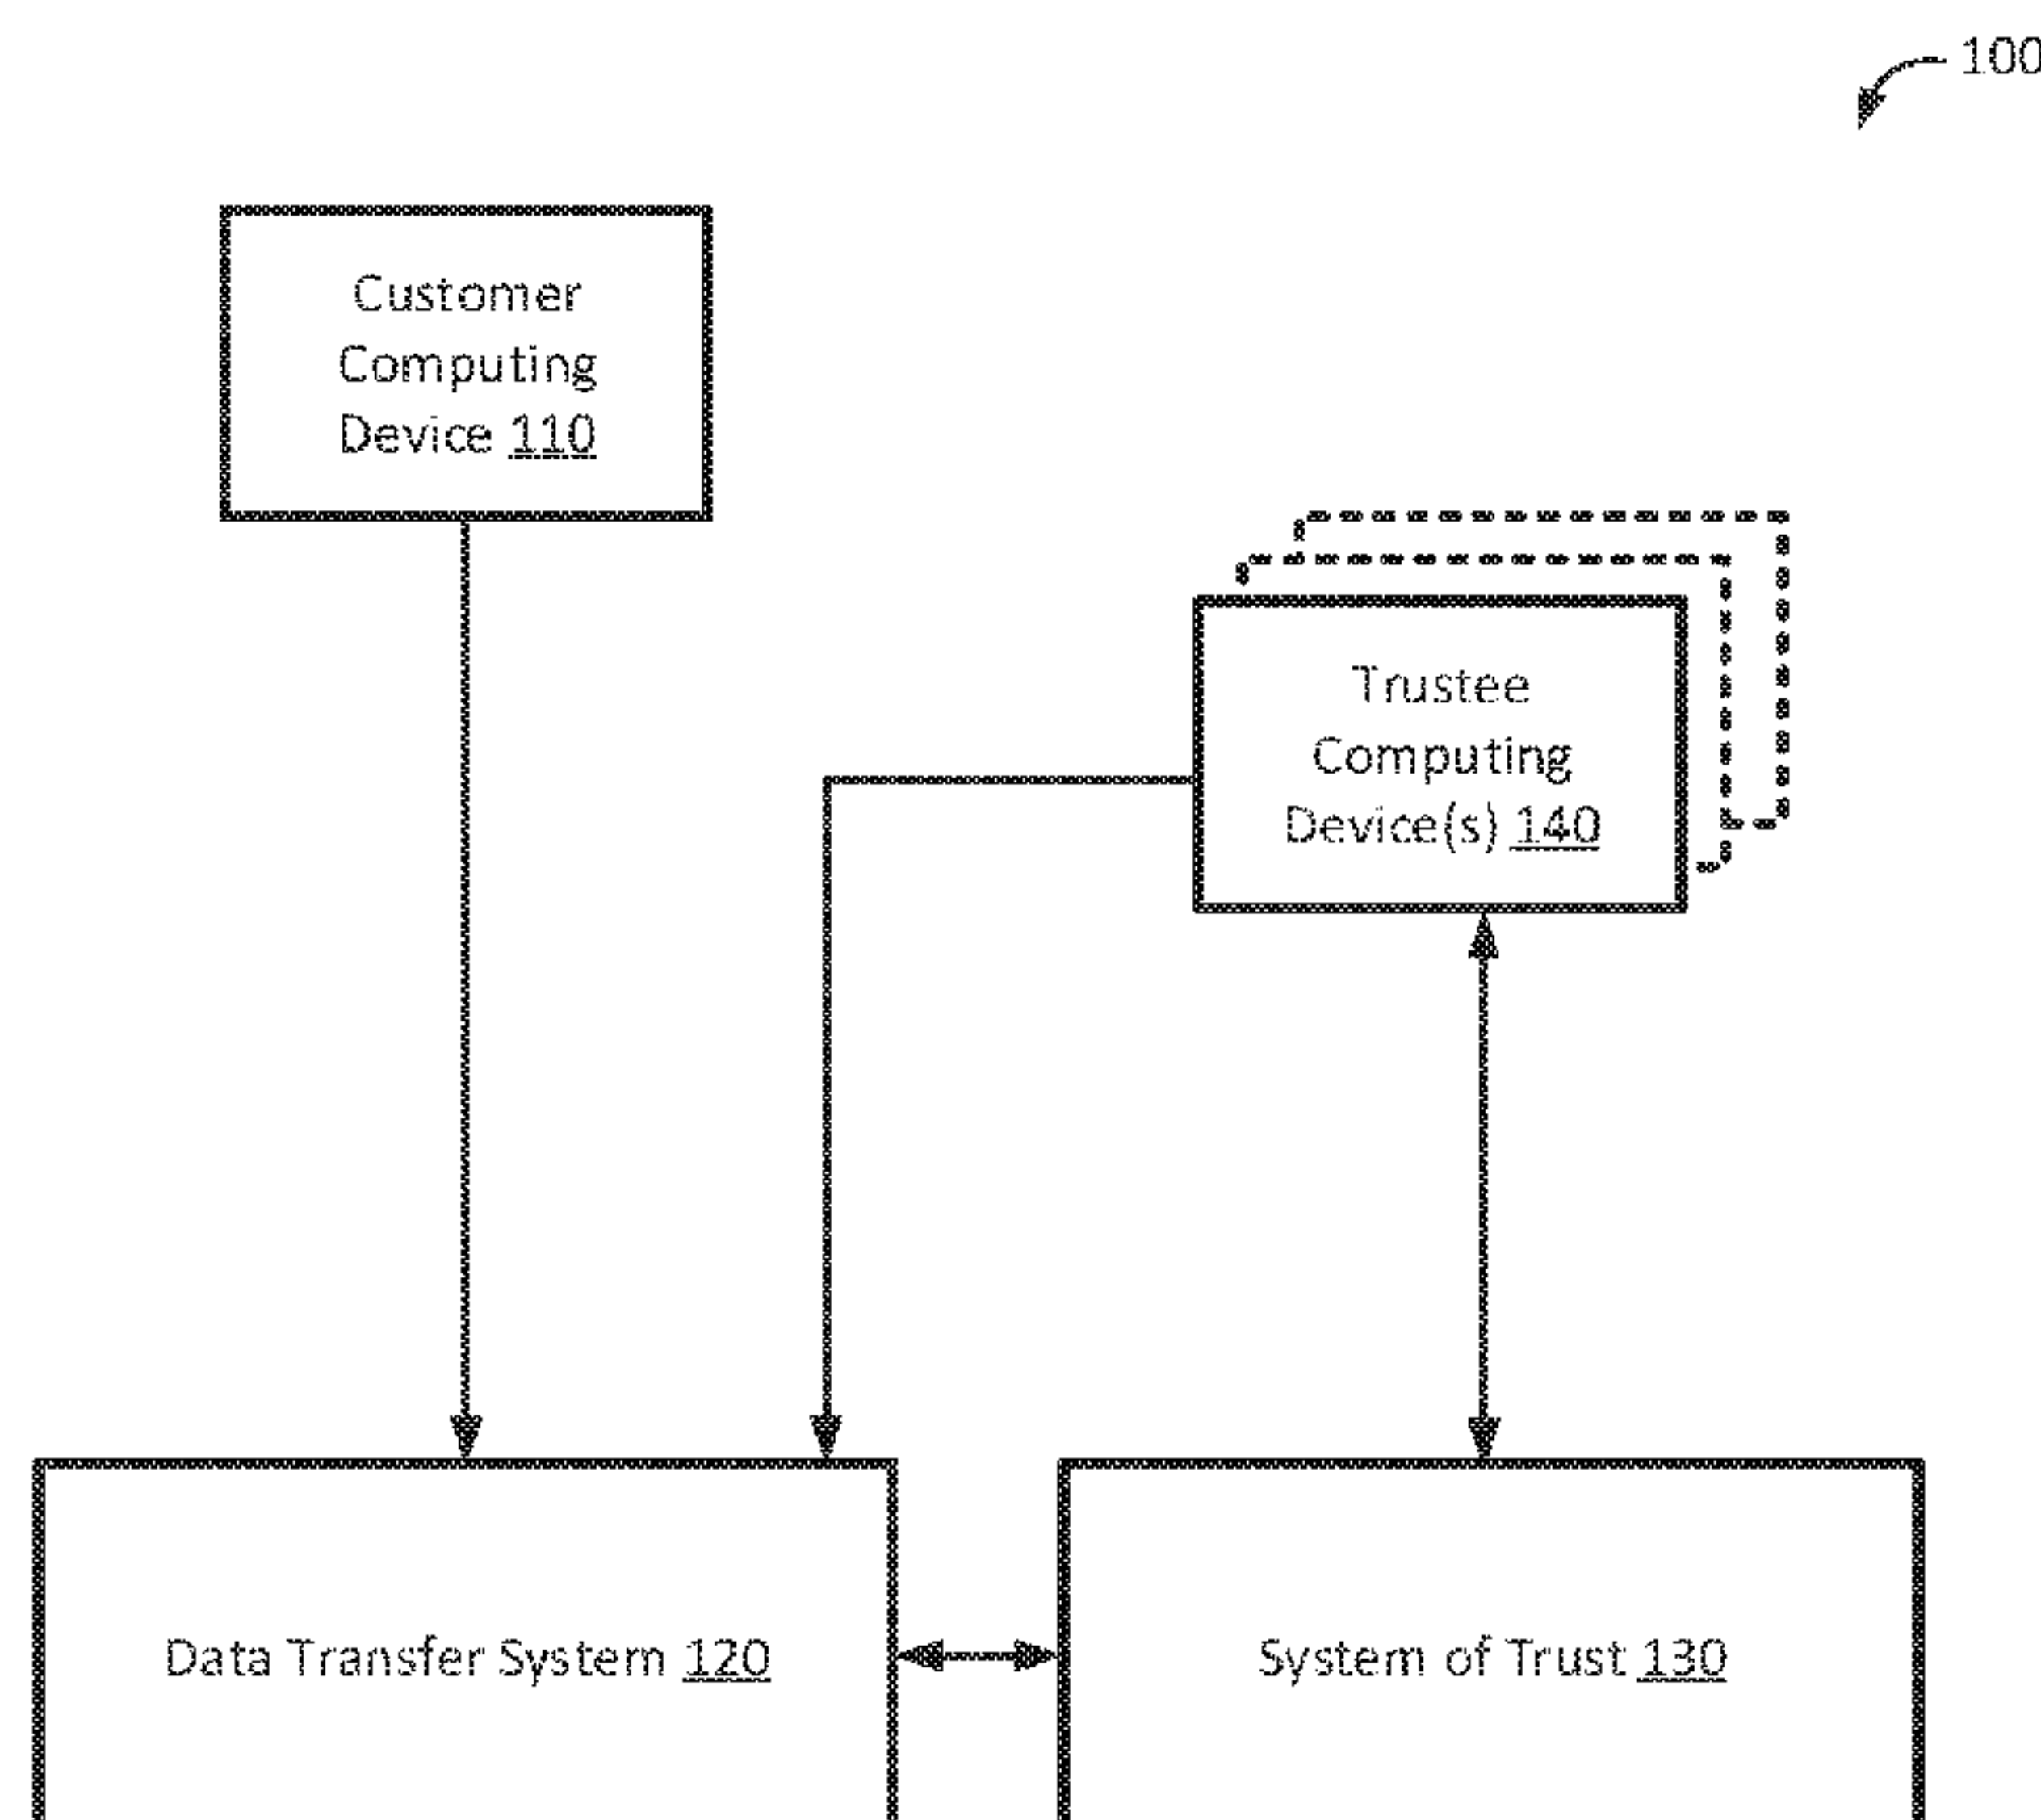 100
Customer
Computing
Device 110
Trustee
Computing
Device(s) 140
Data Transfer System 120
System of Trust 130